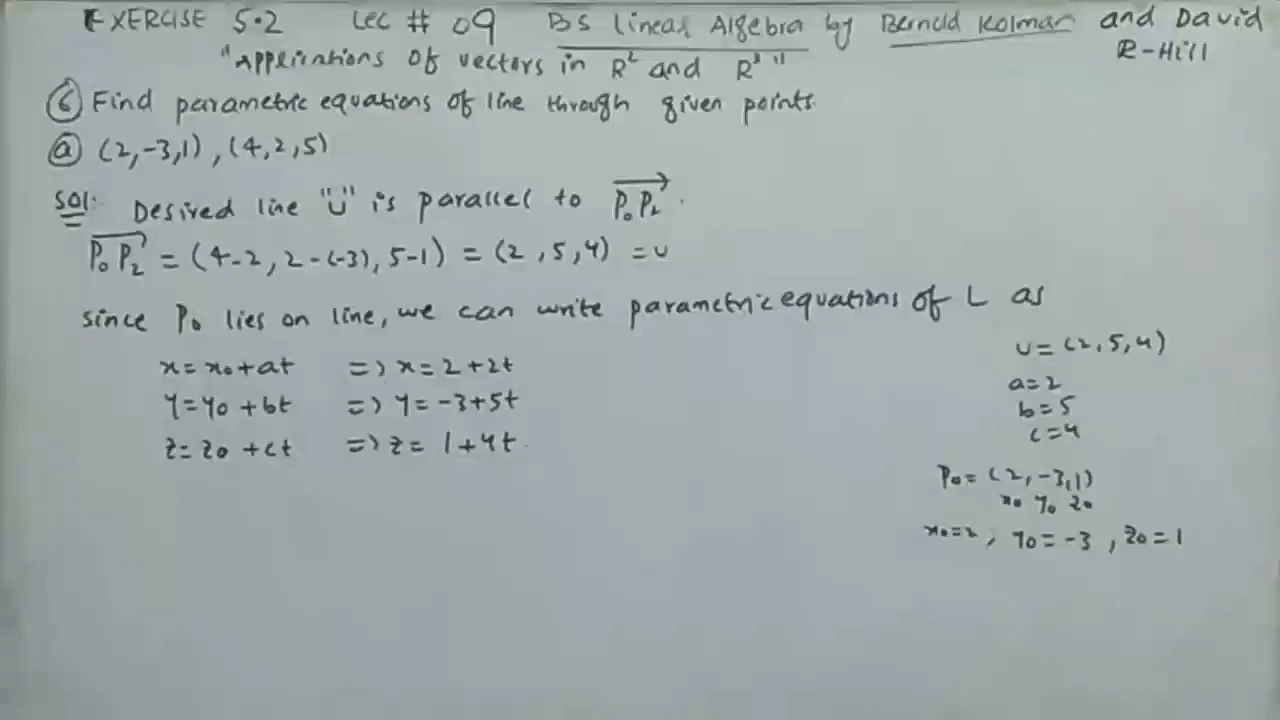 EXERCISE 5.2 Lec # 09 BS Linear Algebra by Bernold Kolman and David R-Hill
"Applications of vectors in R² and R³"
⑥ Find parametric equations of line through given points
ⓐ (2,-3,1) , (4,2,5)
Sol: Desired line "U" is parallel to P₀P₂.
P₀P₂ = (4-2, 2-(-3), 5-1) = (2,5,4) = U
since P₀ lies on line, we can write parametric equations of L as
x = x₀ + at => x = 2 + 2t
y = y₀ + bt => y = -3 + 5t
z = z₀ + ct => z = 1 + 4t
U = (2,5,4)
a = 2
b = 5
c = 4
P₀ = (2,-3,1)
x₀ y₀ z₀
x₀ = 2, y₀ = -3, z₀ = 1